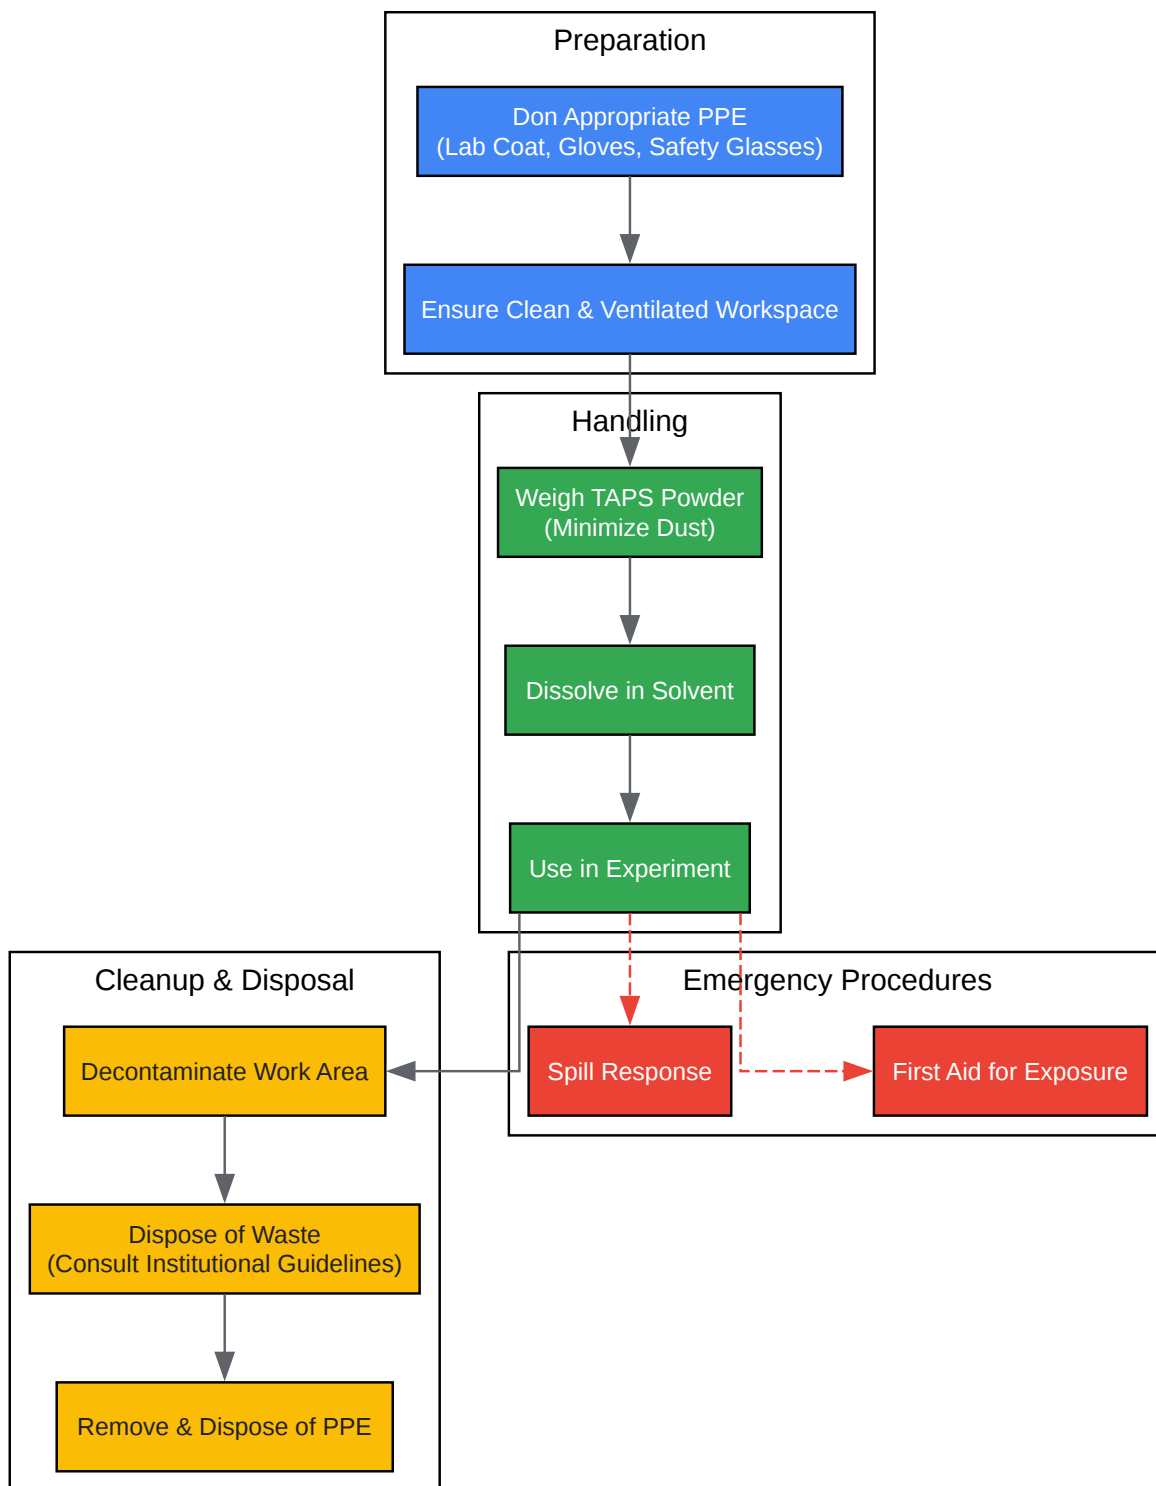 Preparation
Don Appropriate PPE
(Lab Coat, Gloves, Safety Glasses)
Ensure Clean & Ventilated Workspace
Handling
Weigh TAPS Powder
(Minimize Dust)
Dissolve in Solvent
Use in Experiment
Cleanup & Disposal
Decontaminate Work Area
Dispose of Waste
(Consult Institutional Guidelines)
Remove & Dispose of PPE
Emergency Procedures
Spill Response
First Aid for Exposure